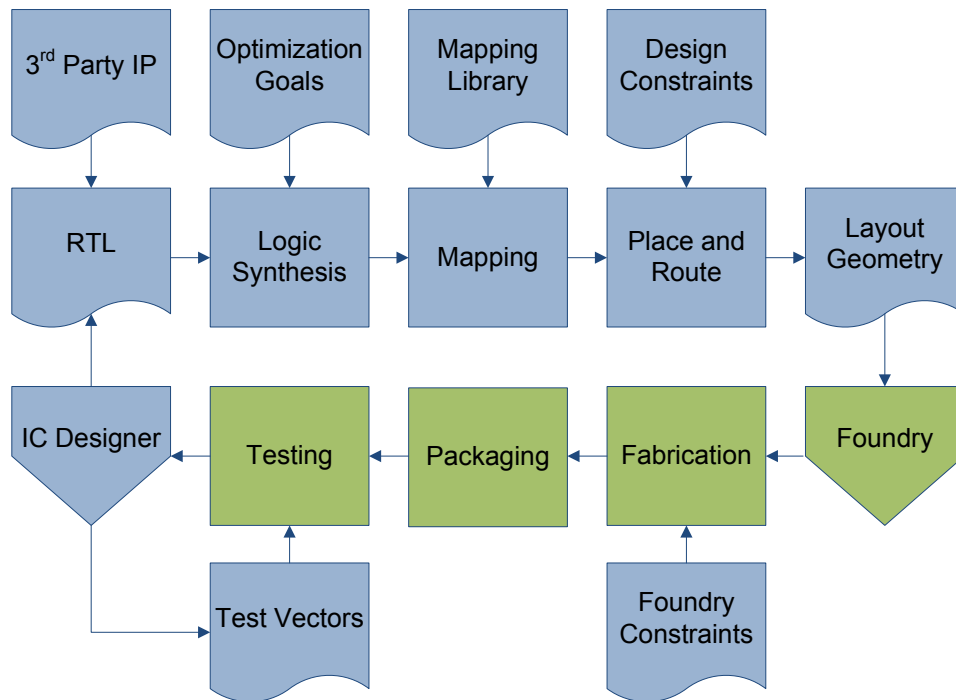 3rd Party IP
Optimization
Goals
Mapping
Library
Design
Constraints
RTL
Logic
Synthesis
Mapping
Place and
Route
Layout
Geometry
IC Designer
Testing
Packaging
Fabrication
Foundry
Test Vectors
Foundry
Constraints